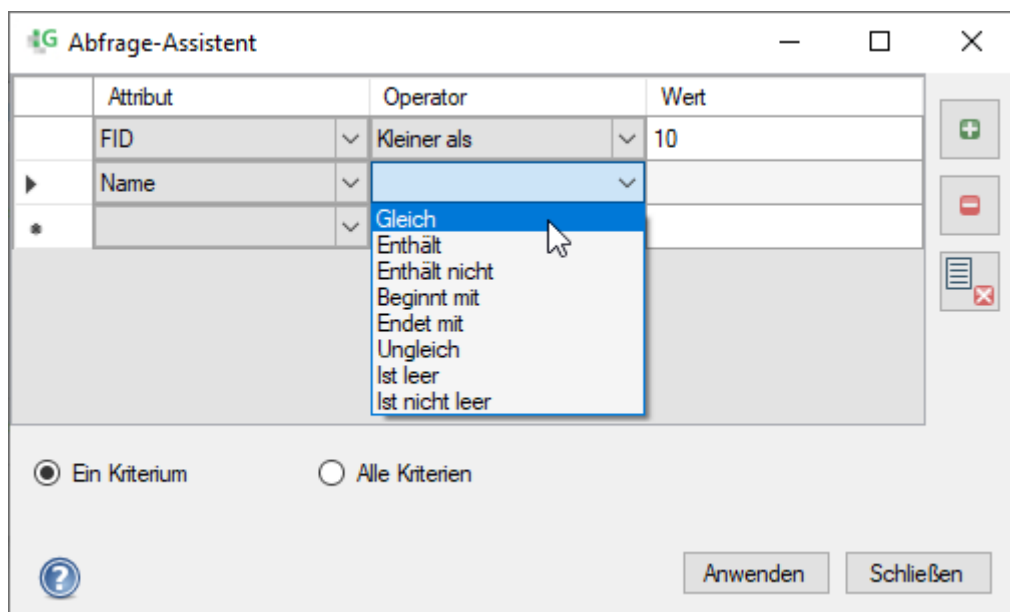 G Abfrage-Assistent
Attribut Operator Wert
FID Kleiner als 10
Name
Gleich
Enthält
Enthält nicht
Beginnt mit
Endet mit
Ungleich
Ist leer
Ist nicht leer
Ein Kriterium Alle Kriterien
? Anwenden Schließen